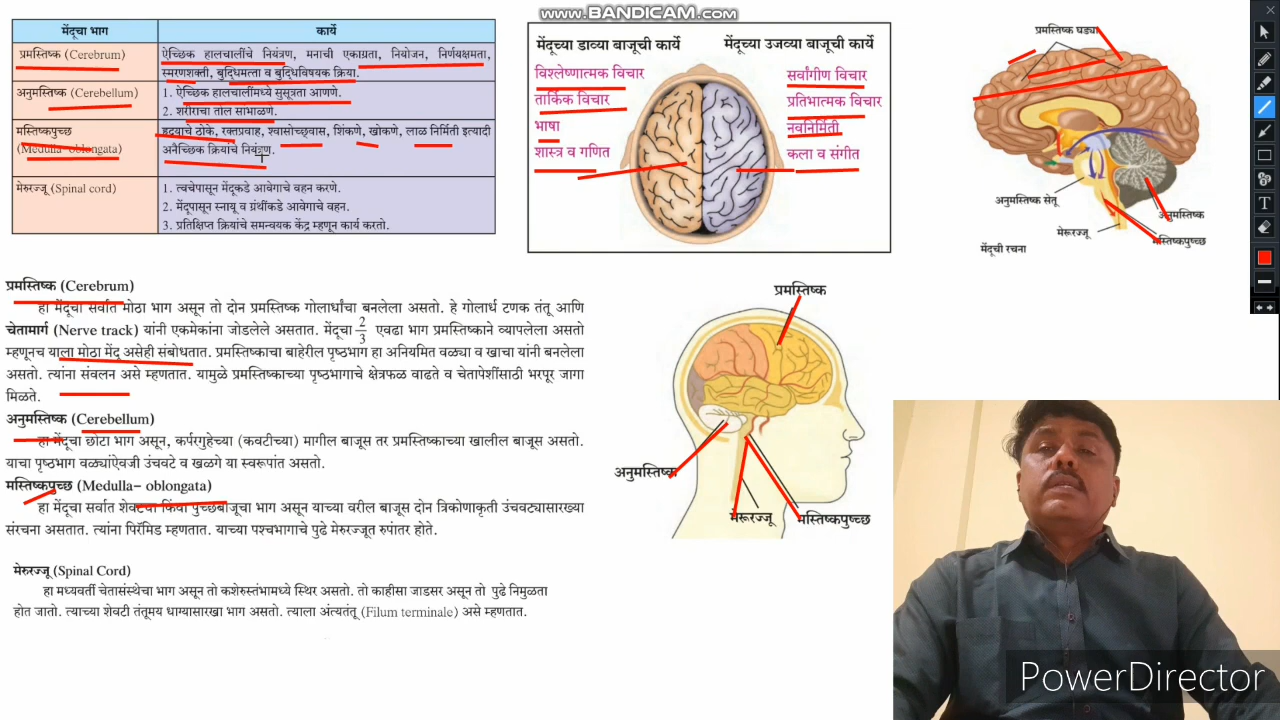 www.BANDICAM.com
मेंदूचा भाग
कार्ये
प्रमस्तिष्क (Cerebrum)
ऐच्छिक हालचालींचे नियंत्रण, मनाची एकाग्रता, नियोजन, निर्णयक्षमता,
स्मरणशक्ती, बुद्धिमत्ता व बुद्धिविषयक क्रिया.
अनुमस्तिष्क (Cerebellum)
1. ऐच्छिक हालचालींमध्ये सुसूत्रता आणणे.
2. शरीराचा तोल सांभाळणे.
मस्तिष्कपुच्छ
(Medulla-oblongata)
हृदयाचे ठोके, रक्तप्रवाह, श्वासोच्छ्वास, शिंकणे, खोकणे, लाळ निर्मिती इत्यादी
अनैच्छिक क्रियांचे नियंत्रण.
मेरुरज्जू (Spinal cord)
1. त्वचेपासून मेंदूकडे आवेगाचे वहन करणे.
2. मेंदूपासून स्नायू व ग्रंथींकडे आवेगाचे वहन.
3. प्रतिक्षिप्त क्रियांचे समन्वयक केंद्र म्हणून कार्य करतो.
मेंदूच्या डाव्या बाजूची कार्ये
विश्लेष्णात्मक विचार
तार्किक विचार
भाषा
शास्त्र व गणित
मेंदूच्या उजव्या बाजूची कार्ये
सर्वांगीण विचार
प्रतिभात्मक विचार
नवनिर्मिती
कला व संगीत
प्रमस्तिष्क घड्या
अनुमस्तिष्क सेतू
अनुमस्तिष्क
मेरूरज्जू
मस्तिष्कपुष्च्छ
मेंदूची रचना
प्रमस्तिष्क (Cerebrum)
हा मेंदूचा सर्वात मोठा भाग असून तो दोन प्रमस्तिष्क गोलार्धांचा बनलेला असतो. हे गोलार्ध टणक तंतू आणि
चेतामार्ग (Nerve track) यांनी एकमेकांना जोडलेले असतात. मेंदूचा 2/3 एवढा भाग प्रमस्तिष्काने व्यापलेला असतो
म्हणूनच याला मोठा मेंदू असेही संबोधतात. प्रमस्तिष्काचा बाहेरील पृष्ठभाग हा अनियमित वळ्या व खाचा यांनी बनलेला
असतो. त्यांना संवलन असे म्हणतात. यामुळे प्रमस्तिष्काच्या पृष्ठभागाचे क्षेत्रफळ वाढते व चेतापेशींसाठी भरपूर जागा
मिळते.
अनुमस्तिष्क (Cerebellum)
हा मेंदूचा छोटा भाग असून, कर्परगुहेच्या (कवटीच्या) मागील बाजूस तर प्रमस्तिष्काच्या खालील बाजूस असतो.
याचा पृष्ठभाग वळ्यांऐवजी उंचवटे व खळगे या स्वरूपांत असतो.
मस्तिष्कपुच्छ (Medulla- oblongata)
हा मेंदूचा सर्वात शेवटचा किंवा पुच्छबाजूचा भाग असून याच्या वरील बाजूस दोन त्रिकोणाकृती उंचवट्यासारख्या
संरचना असतात. त्यांना पिरॅमिड म्हणतात. याच्या पश्चभागाचे पुढे मेरुरज्जूत रुपांतर होते.
मेरुरज्जू (Spinal Cord)
हा मध्यवर्ती चेतासंस्थेचा भाग असून तो कशेरुस्तंभामध्ये स्थिर असतो. तो काहीसा जाडसर असून तो पुढे निमुळता
होत जातो. त्याच्या शेवटी तंतूमय धाग्यासारखा भाग असतो. त्याला अंत्यतंतू (Filum terminale) असे म्हणतात.
प्रमस्तिष्क
अनुमस्तिष्क
मेरूरज्जू
मस्तिष्कपुष्च्छ
PowerDirector